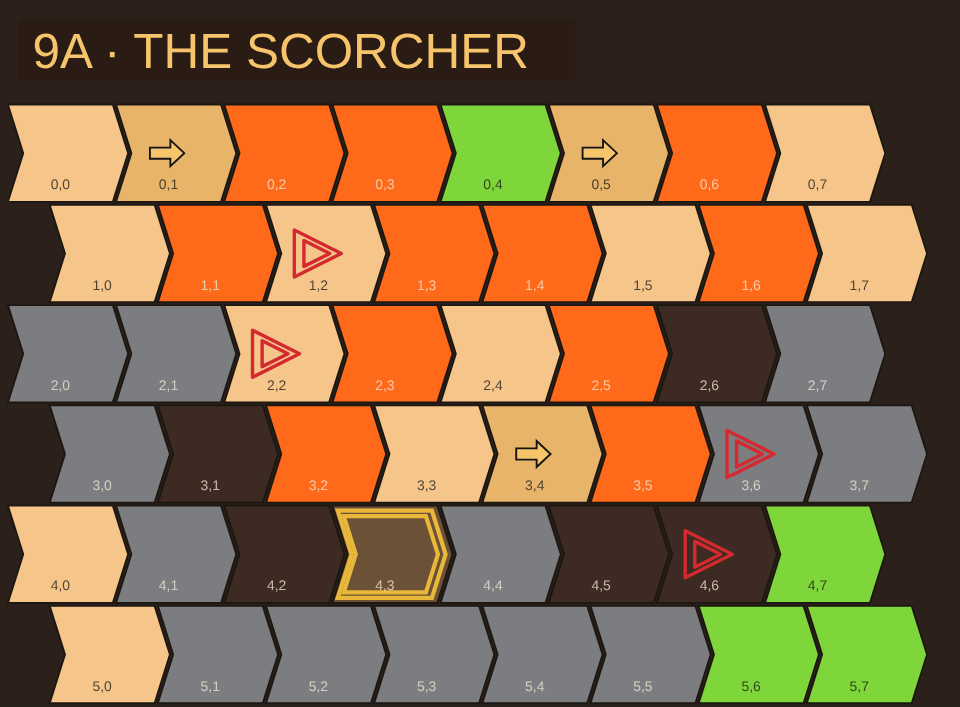 9A · THE SCORCHER
0,0 0,1 0,2 0,3 0,4 0,5 0,6 0,7
1,0 1,1 1,2 1,3 1,4 1,5 1,6 1,7
2,0 2,1 2,2 2,3 2,4 2,5 2,6 2,7
3,0 3,1 3,2 3,3 3,4 3,5 3,6 3,7
4,0 4,1 4,2 4,3 4,4 4,5 4,6 4,7
5,0 5,1 5,2 5,3 5,4 5,5 5,6 5,7